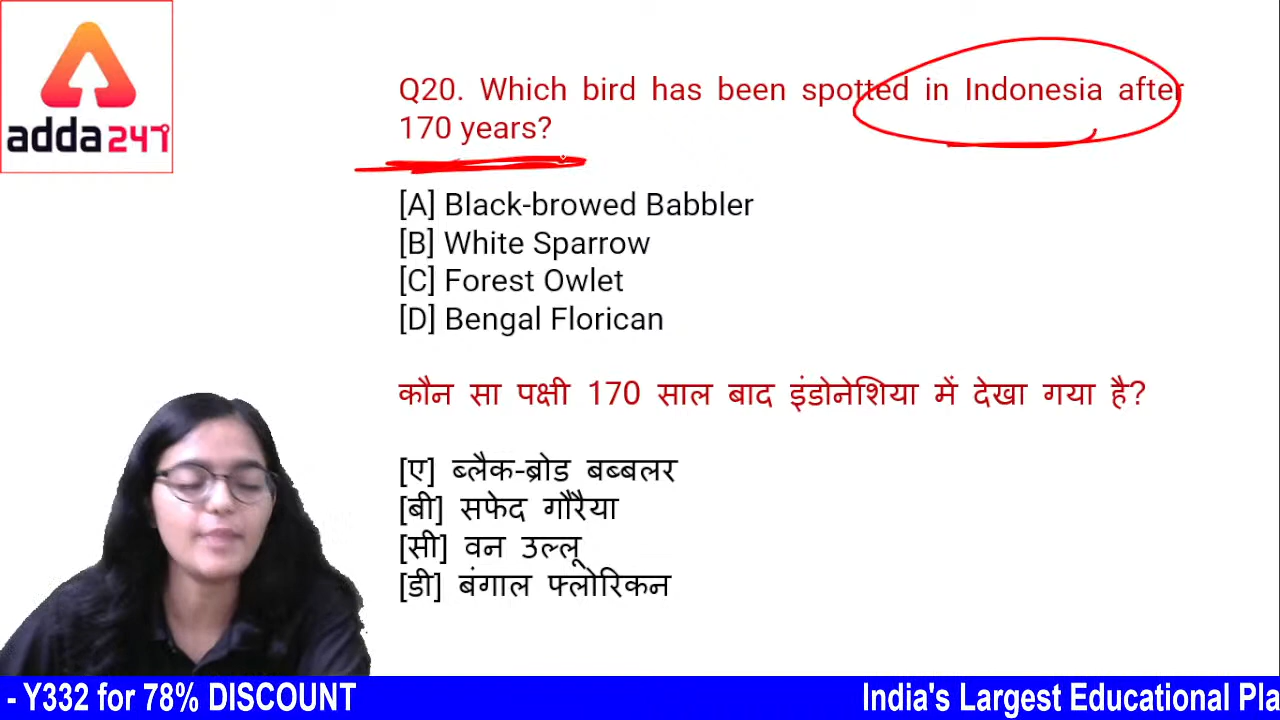 adda247
Q20. Which bird has been spotted in Indonesia after
170 years?
[A] Black-browed Babbler
[B] White Sparrow
[C] Forest Owlet
[D] Bengal Florican
कौन सा पक्षी 170 साल बाद इंडोनेशिया में देखा गया है?
[ए] ब्लैक-ब्रोड बब्बलर
[बी] सफेद गौरैया
[सी] वन उल्लू
[डी] बंगाल फ्लोरिकन
- Y332 for 78% DISCOUNT
India's Largest Educational Pla